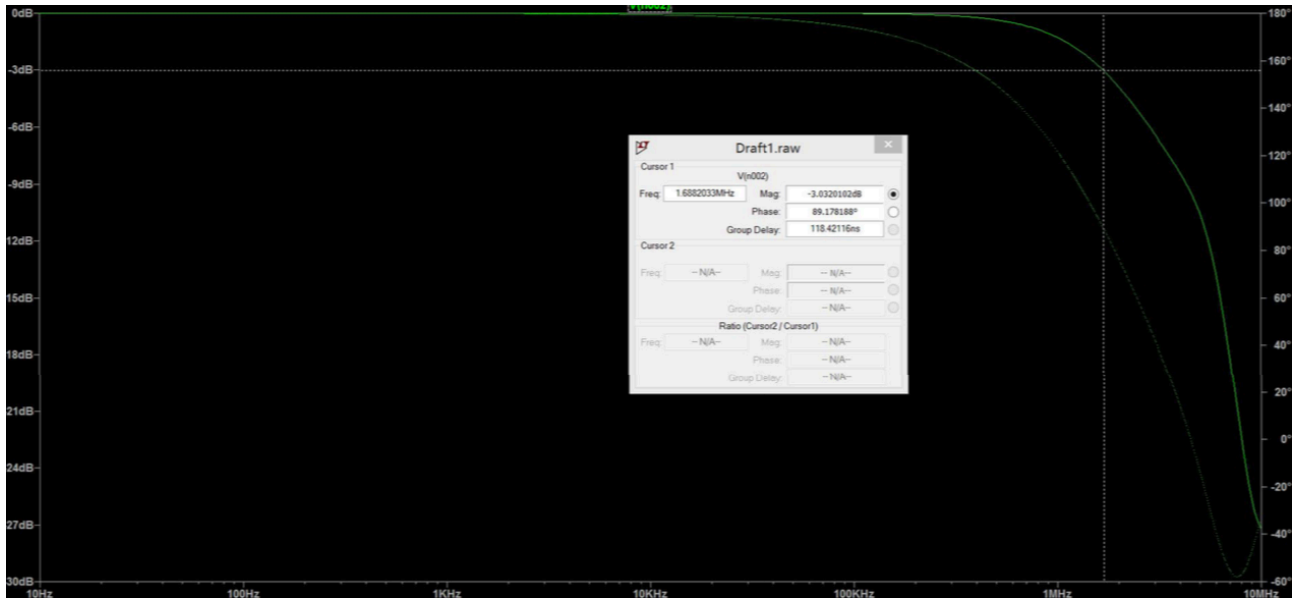 V(n002)
0dB
-3dB
-6dB
-9dB
12dB
15dB
18dB
21dB
24dB
27dB
30dB
180°
160°
140°
120°
100°
80°
60°
40°
20°
0°
-20°
-40°
-60°
10Hz 100Hz 1KHz 10KHz 100KHz 1MHz 10MHz
Draft1.raw
Cursor 1
V(n002)
Freq: 1.6882033MHz Mag: -3.0320102dB
Phase: 89.178188°
Group Delay: 118.42116ns
Cursor 2
Freq: -- N/A-- Mag: -- N/A--
Phase: -- N/A--
Group Delay: -- N/A--
Ratio (Cursor2 / Cursor1)
Freq: -- N/A-- Mag: -- N/A--
Phase: -- N/A--
Group Delay: -- N/A--